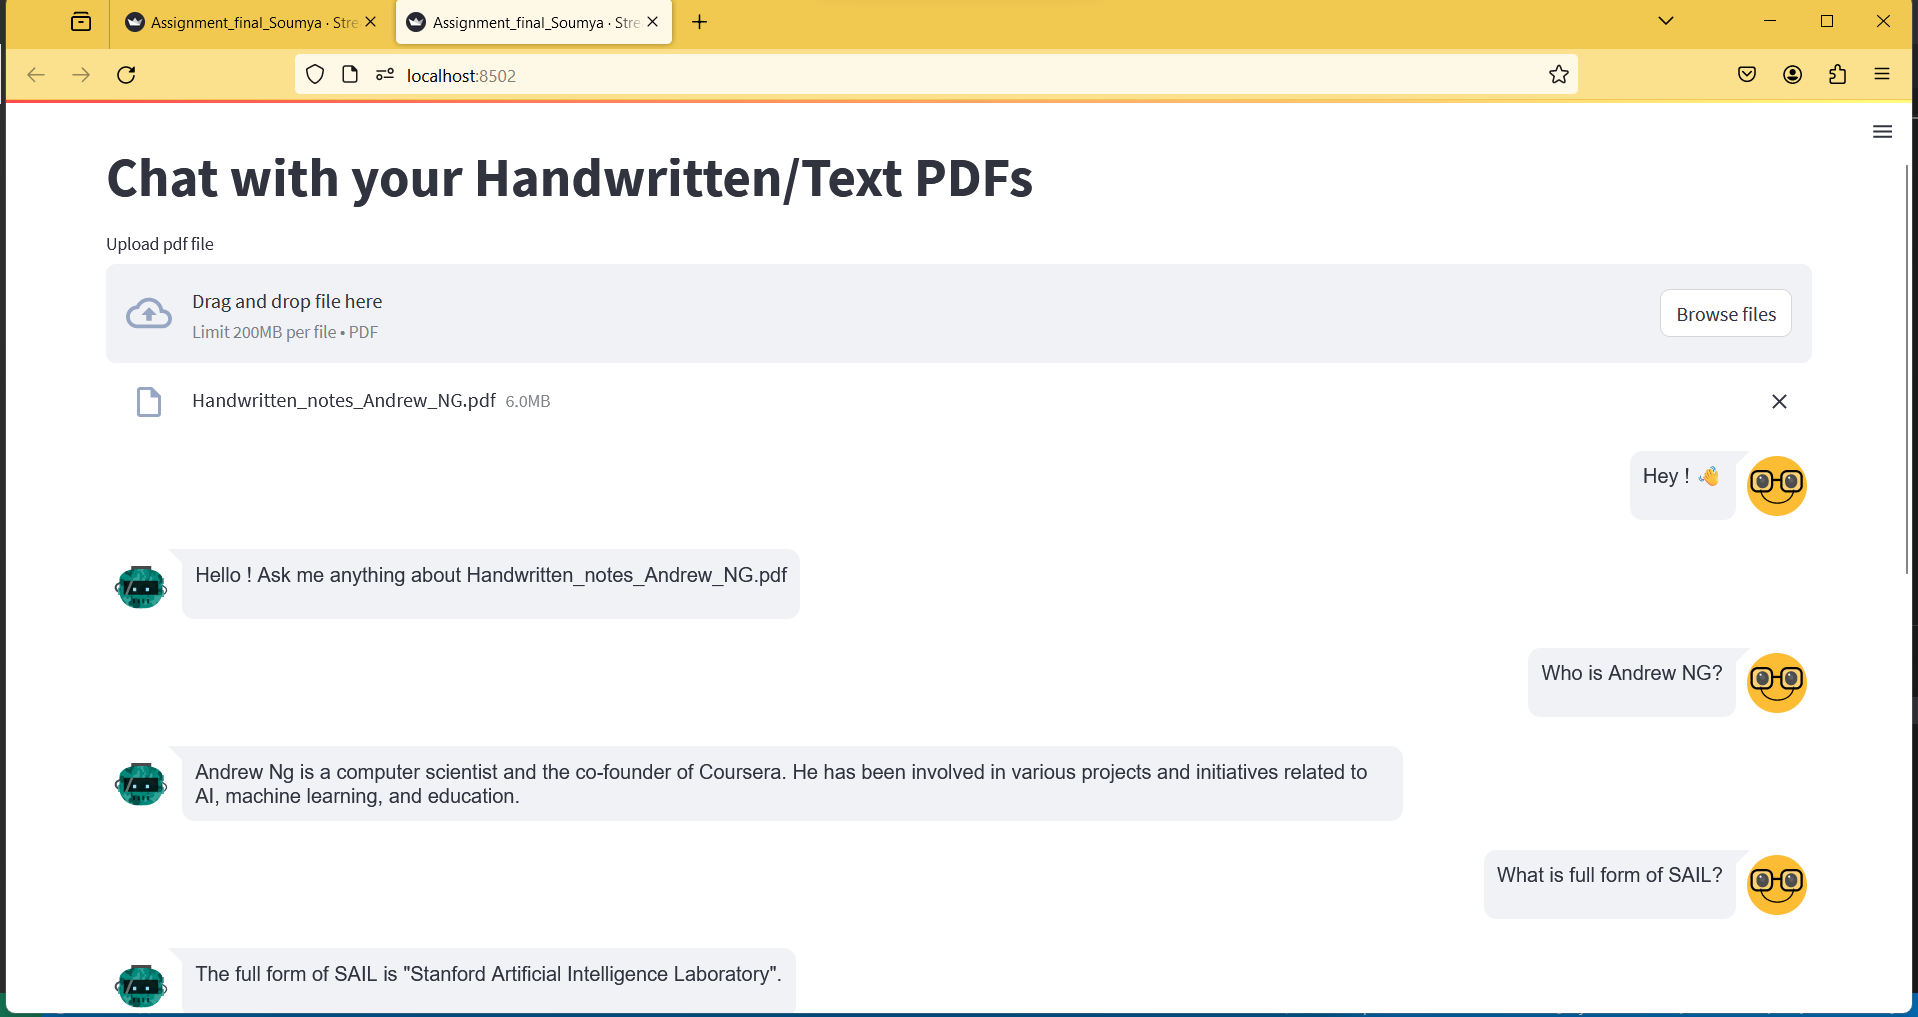 Assignment_final_Soumya · Stre
Assignment_final_Soumya · Stre
localhost:8502
Chat with your Handwritten/Text PDFs
Upload pdf file
Drag and drop file here
Limit 200MB per file • PDF
Browse files
Handwritten_notes_Andrew_NG.pdf 6.0MB
Hey ! 👋
Hello ! Ask me anything about Handwritten_notes_Andrew_NG.pdf
Who is Andrew NG?
Andrew Ng is a computer scientist and the co-founder of Coursera. He has been involved in various projects and initiatives related to
AI, machine learning, and education.
What is full form of SAIL?
The full form of SAIL is "Stanford Artificial Intelligence Laboratory".